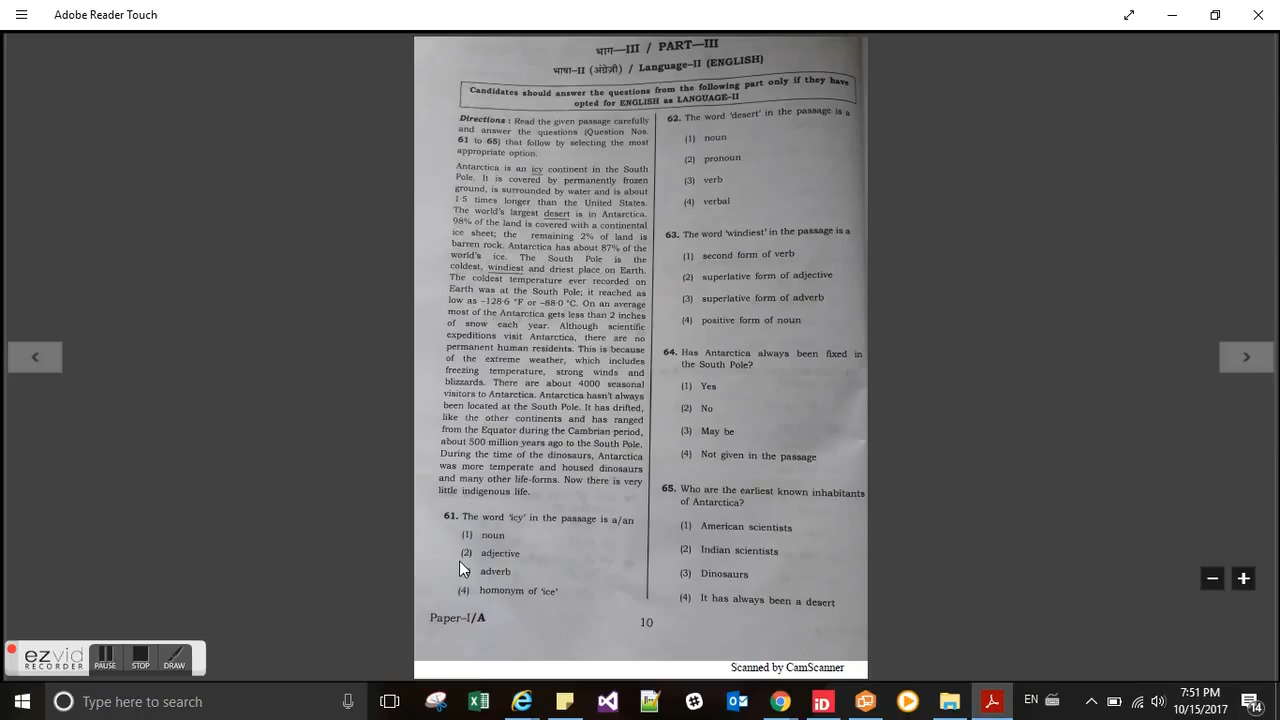 Adobe Reader Touch
भाग—III / PART—III
भाषा–II (अंग्रेज़ी) / Language–II (ENGLISH)
Candidates should answer the questions from the following part only if they have
opted for ENGLISH as LANGUAGE–II
Directions : Read the given passage carefully
and answer the questions (Question Nos.
61 to 65) that follow by selecting the most
appropriate option.
Antarctica is an icy continent in the South
Pole. It is covered by permanently frozen
ground, is surrounded by water and is about
1·5 times longer than the United States.
The world's largest desert is in Antarctica.
98% of the land is covered with a continental
ice sheet; the remaining 2% of land is
barren rock. Antarctica has about 87% of the
world's ice. The South Pole is the
coldest, windiest and driest place on Earth.
The coldest temperature ever recorded on
Earth was at the South Pole; it reached as
low as –128·6 °F or –88·0 °C. On an average
most of the Antarctica gets less than 2 inches
of snow each year. Although scientific
expeditions visit Antarctica, there are no
permanent human residents. This is because
of the extreme weather, which includes
freezing temperature, strong winds and
blizzards. There are about 4000 seasonal
visitors to Antarctica. Antarctica hasn't always
been located at the South Pole. It has drifted,
like the other continents and has ranged
from the Equator during the Cambrian period,
about 500 million years ago to the South Pole.
During the time of the dinosaurs, Antarctica
was more temperate and housed dinosaurs
and many other life-forms. Now there is very
little indigenous life.
61. The word 'icy' in the passage is a/an
(1) noun
(2) adjective
adverb
(4) homonym of 'ice'
62. The word 'desert' in the passage is a
(1) noun
(2) pronoun
(3) verb
(4) verbal
63. The word 'windiest' in the passage is a
(1) second form of verb
(2) superlative form of adjective
(3) superlative form of adverb
(4) positive form of noun
64. Has Antarctica always been fixed in
the South Pole?
(1) Yes
(2) No
(3) May be
(4) Not given in the passage
65. Who are the earliest known inhabitants
of Antarctica?
(1) American scientists
(2) Indian scientists
(3) Dinosaurs
(4) It has always been a desert
Paper–I/A
10
Scanned by CamScanner
ezvid
RECORDER
PAUSE
STOP
DRAW
Type here to search
EN
7:51 PM
10/15/2017
14